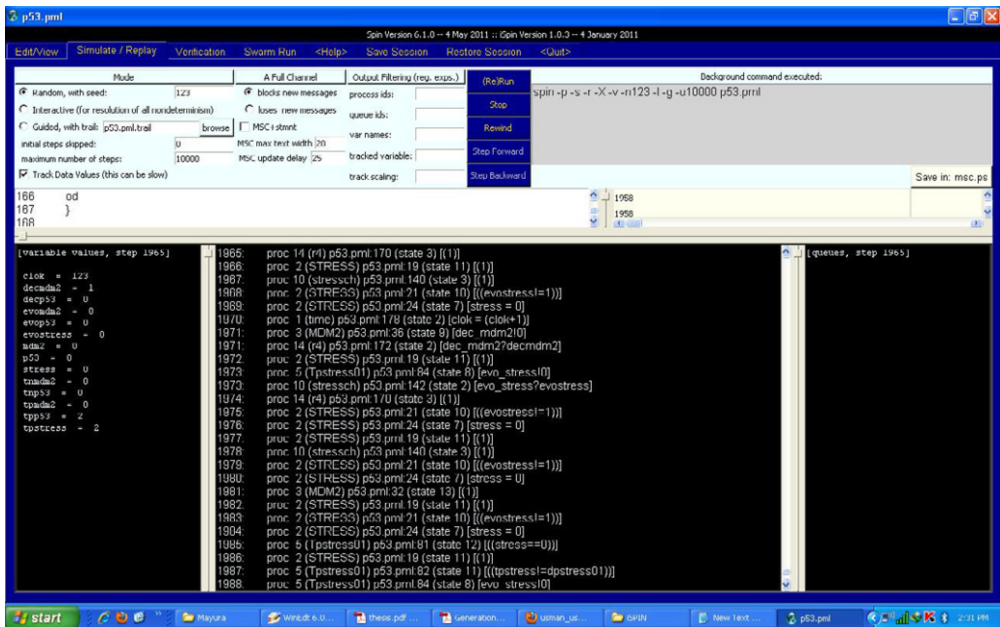 p53.pml
Spin Version 6.1.0 -- 4 May 2011 :: iSpin Version 1.0.3 -- 4 January 2011
Edit/View Simulate / Replay Verification Swarm Run <Help> Save Session Restore Session <Quit>
Mode A Full Channel Output Filtering (reg. exps.) (Re)Run Background command executed:
Random, with seed: 123 blocks new messages process ids: spin -p -s -r -X -v -n123 -l -g -u10000 p53.pml
Interactive (for resolution of all nondeterminism) loses new messages queue ids: Stop
Guided, with trail: p53.pml.trail browse MSC+stmnt var names: Rewind
initial steps skipped: 0 MSC max text width 20 tracked variable: Step Forward
maximum number of steps: 10000 MSC update delay 25
Track Data Values (this can be slow) track scaling: Step Backward Save in: msc.ps
166 od
167 }
168
1958
1958
[variable values, step 1965]
clok = 123
decmdm2 = 1
decp53 = 0
evomdm2 = 0
evop53 = 0
evostress = 0
mdm2 = 0
p53 = 0
stress = 0
tnmdm2 = 0
tnp53 = 0
tpmdm2 = 0
tpp53 = 2
tpstress = 2
1965: proc 14 (r4) p53.pml:170 (state 3) [(1)]
1966: proc 2 (STRESS) p53.pml:19 (state 11) [(1)]
1967: proc 10 (stressch) p53.pml:140 (state 3) [(1)]
1968: proc 2 (STRESS) p53.pml:21 (state 10) [((evostress!=1))]
1969: proc 2 (STRESS) p53.pml:24 (state 7) [stress = 0]
1970: proc 1 (time) p53.pml:178 (state 2) [clok = (clok+1)]
1971: proc 3 (MDM2) p53.pml:36 (state 9) [dec_mdm2!0]
1971: proc 14 (r4) p53.pml:172 (state 2) [dec_mdm2?decmdm2]
1972: proc 2 (STRESS) p53.pml:19 (state 11) [(1)]
1973: proc 5 (Tpstress01) p53.pml:84 (state 8) [evo_stress!0]
1973: proc 10 (stressch) p53.pml:142 (state 2) [evo_stress?evostress]
1974: proc 14 (r4) p53.pml:170 (state 3) [(1)]
1975: proc 2 (STRESS) p53.pml:21 (state 10) [((evostress!=1))]
1976: proc 2 (STRESS) p53.pml:24 (state 7) [stress = 0]
1977: proc 2 (STRESS) p53.pml:19 (state 11) [(1)]
1978: proc 10 (stressch) p53.pml:140 (state 3) [(1)]
1979: proc 2 (STRESS) p53.pml:21 (state 10) [((evostress!=1))]
1980: proc 2 (STRESS) p53.pml:24 (state 7) [stress = 0]
1981: proc 3 (MDM2) p53.pml:32 (state 13) [(1)]
1982: proc 2 (STRESS) p53.pml:19 (state 11) [(1)]
1983: proc 2 (STRESS) p53.pml:21 (state 10) [((evostress!=1))]
1984: proc 2 (STRESS) p53.pml:24 (state 7) [stress = 0]
1985: proc 5 (Tpstress01) p53.pml:81 (state 12) [((stress==0))]
1986: proc 2 (STRESS) p53.pml:19 (state 11) [(1)]
1987: proc 5 (Tpstress01) p53.pml:82 (state 11) [((tpstress!=dpstress01))]
1988: proc 5 (Tpstress01) p53.pml:84 (state 8) [evo_stress!0]
[queues, step 1965]
start Mayura WinEdt 6.0... thesis.pdf ... Generation... usman_us... SPIN New Text ... p53.pml 2:31 PM